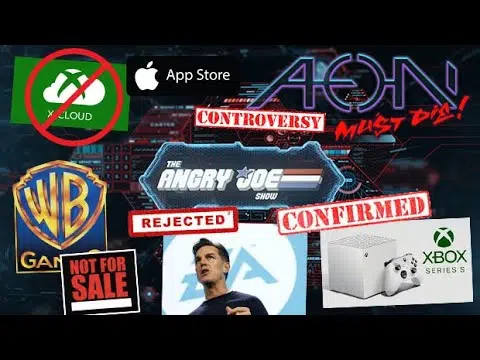 XCLOUD
App Store
AEON
MUST DIE!
CONTROVERSY
THE
ANGRY JOE
SHOW
WB
GAMES
REJECTED
CONFIRMED
NOT FOR
SALE
EA
XBOX
SERIES S